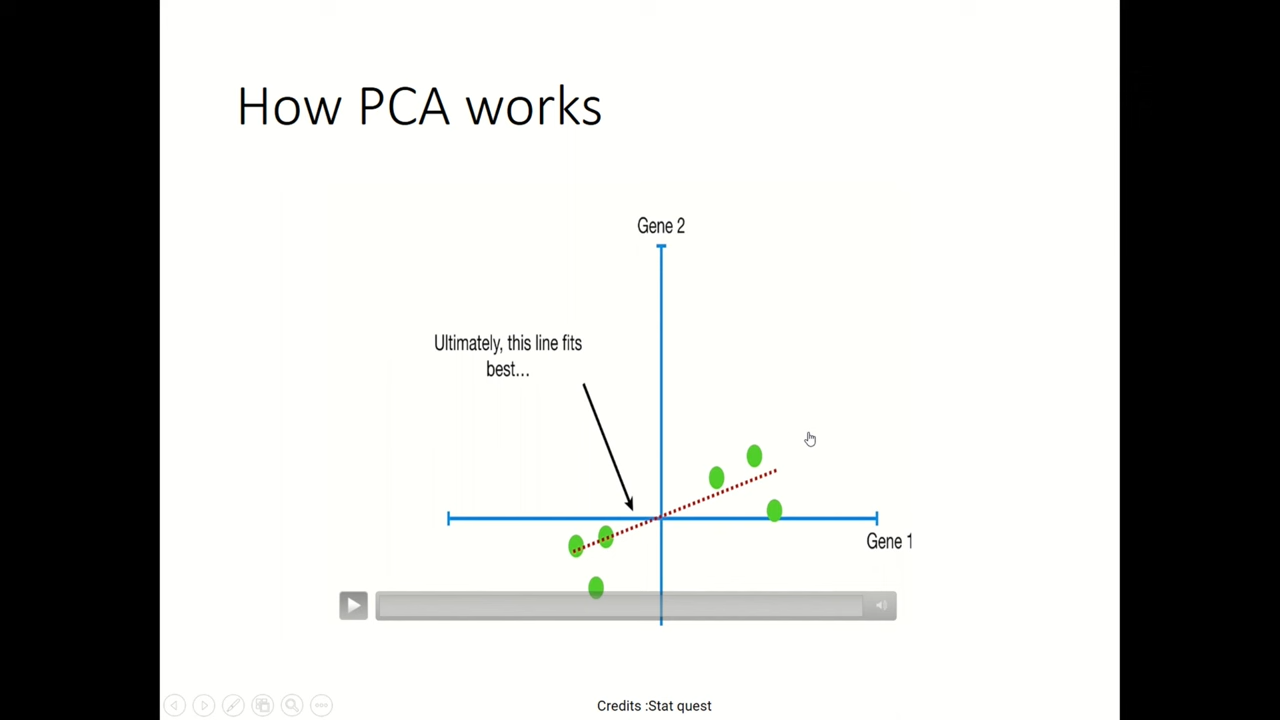 How PCA works
Gene 2
Ultimately, this line fits
best...
Gene 1
Credits :Stat quest